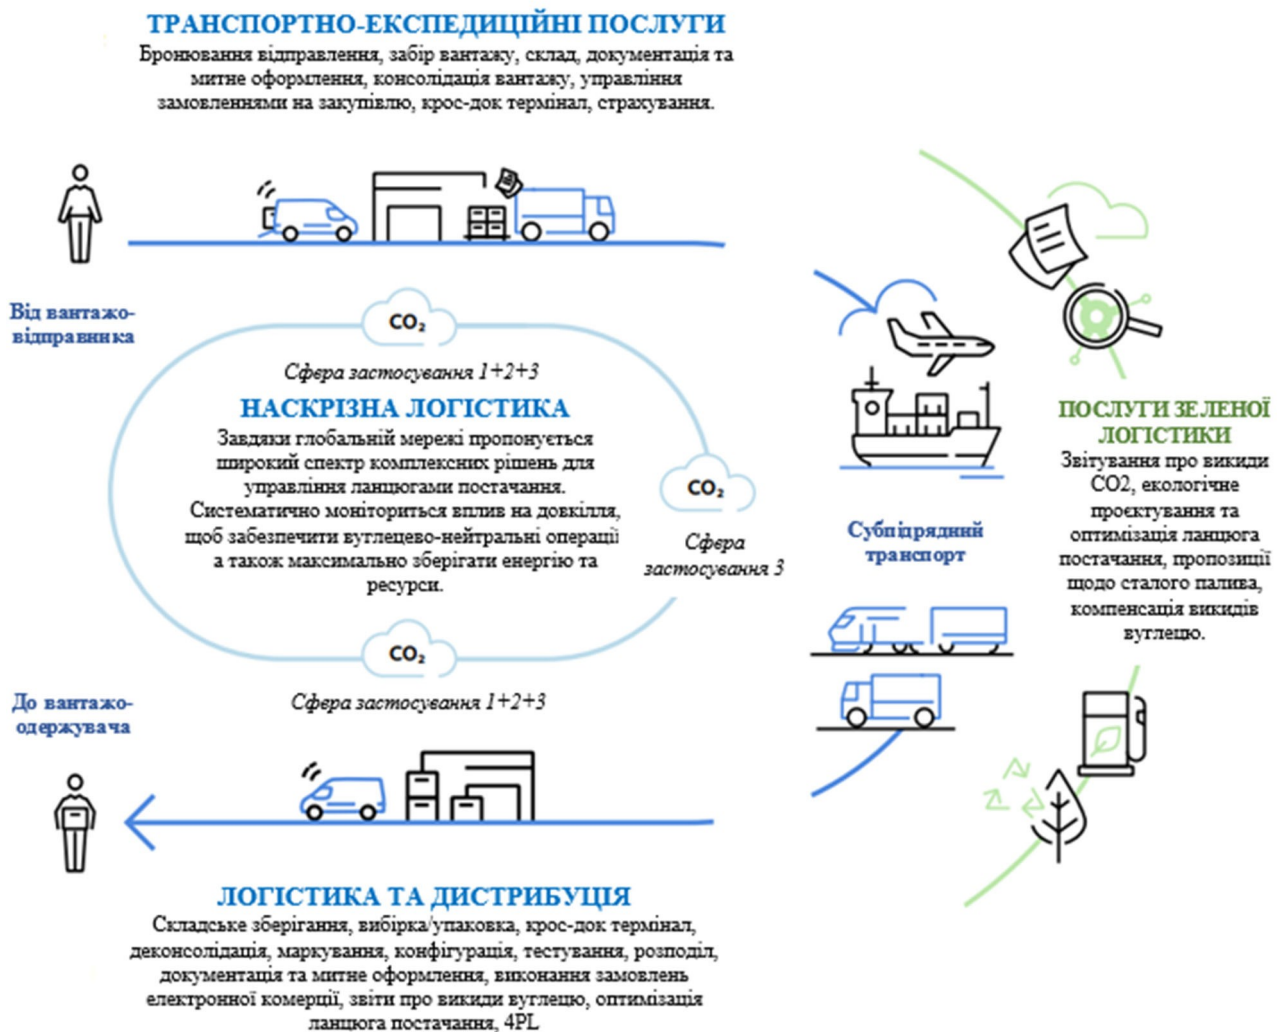 ТРАНСПОРТНО-ЕКСПЕДИЦІЙНІ ПОСЛУГИ
Бронювання відправлення, забір вантажу, склад, документація та
митне оформлення, консолідація вантажу, управління
замовленнями на закупівлю, крос-док термінал, страхування.
Від вантажо-
відправника
CO₂
Сфера застосування 1+2+3
НАСКРІЗНА ЛОГІСТИКА
Завдяки глобальній мережі пропонується
широкий спектр комплексних рішень для
управління ланцюгами постачання.
Систематично моніториться вплив на довкілля,
щоб забезпечити вуглецево-нейтральні операції
а також максимально зберігати енергію та
ресурси.
CO₂
Сфера
застосування 3
CO₂
Сфера застосування 1+2+3
Субпідрядний
транспорт
ПОСЛУГИ ЗЕЛЕНОЇ
ЛОГІСТИКИ
Звітування про викиди
СО2, екологічне
проєктування та
оптимізація ланцюга
постачання, пропозиції
щодо сталого палива,
компенсація викидів
вуглецю.
До вантажо-
одержувача
ЛОГІСТИКА ТА ДИСТРИБУЦІЯ
Складське зберігання, вибірка/упаковка, крос-док термінал,
деконсолідація, маркування, конфігурація, тестування, розподіл,
документація та митне оформлення, виконання замовлень
електронної комерції, звіти про викиди вуглецю, оптимізація
ланцюга постачання, 4PL